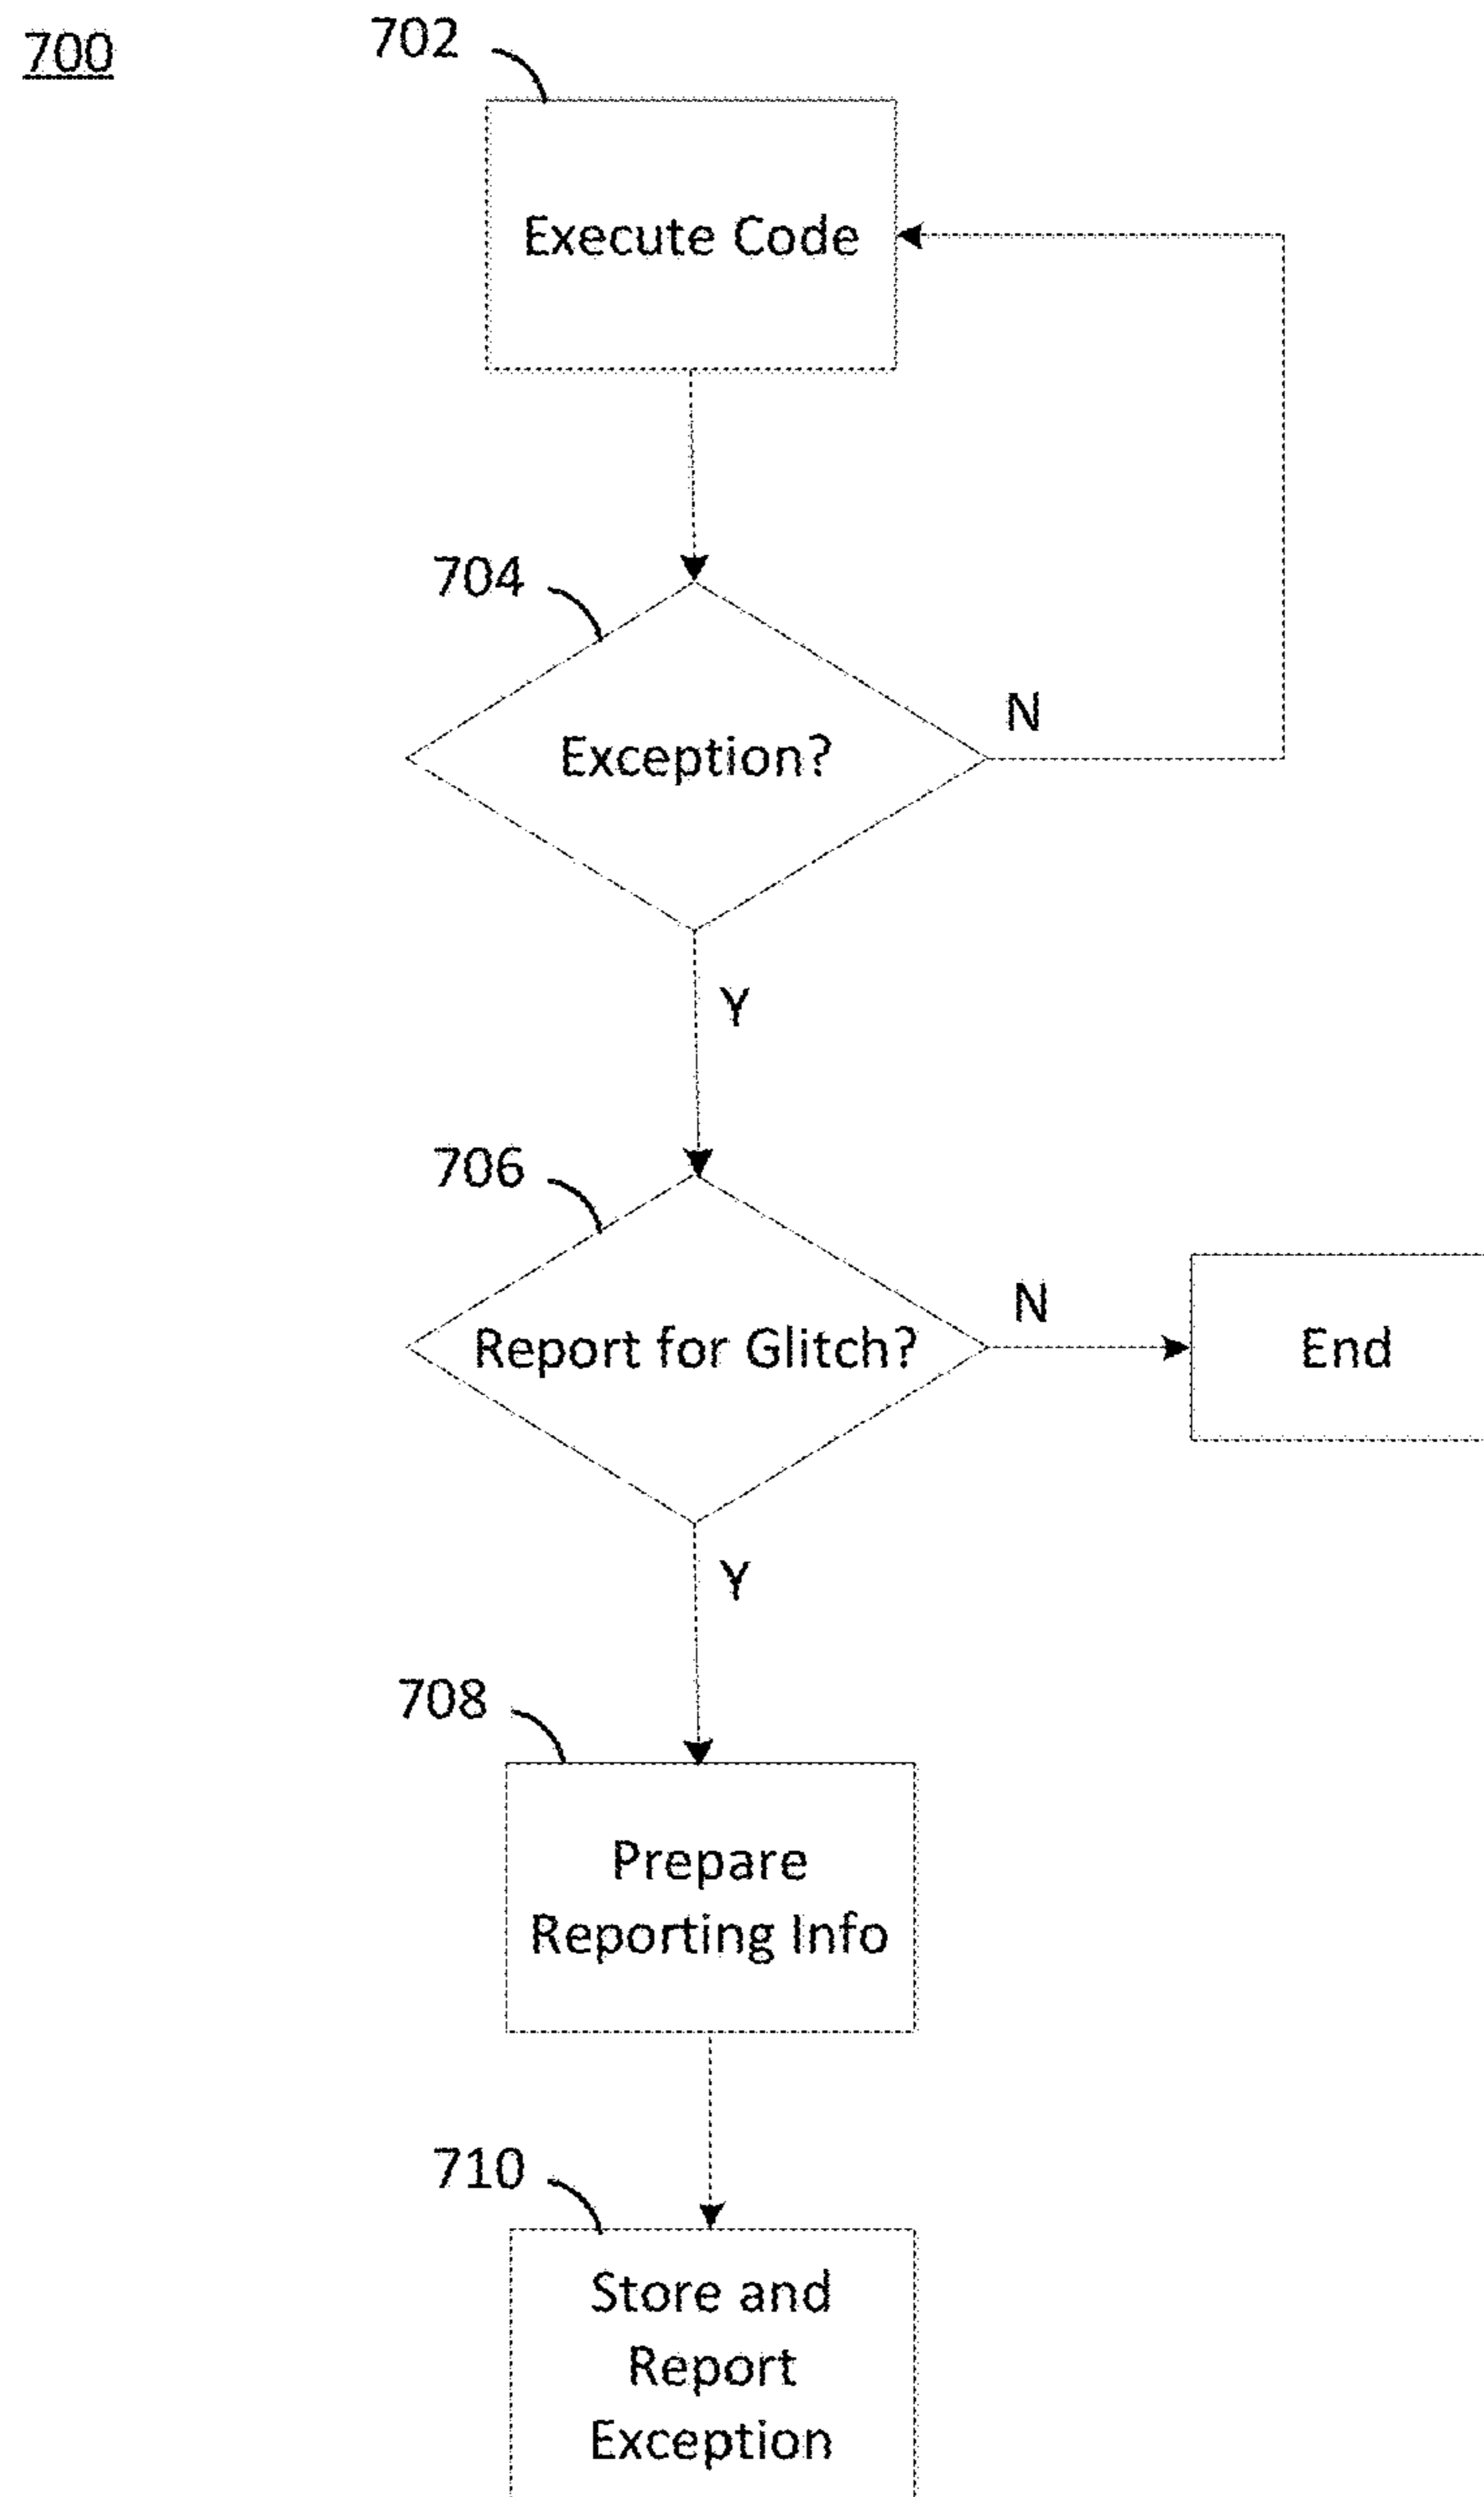 700
702
Execute Code
704
Exception?
N
Y
706
Report for Glitch?
N
End
Y
708
Prepare
Reporting Info
710
Store and
Report
Exception